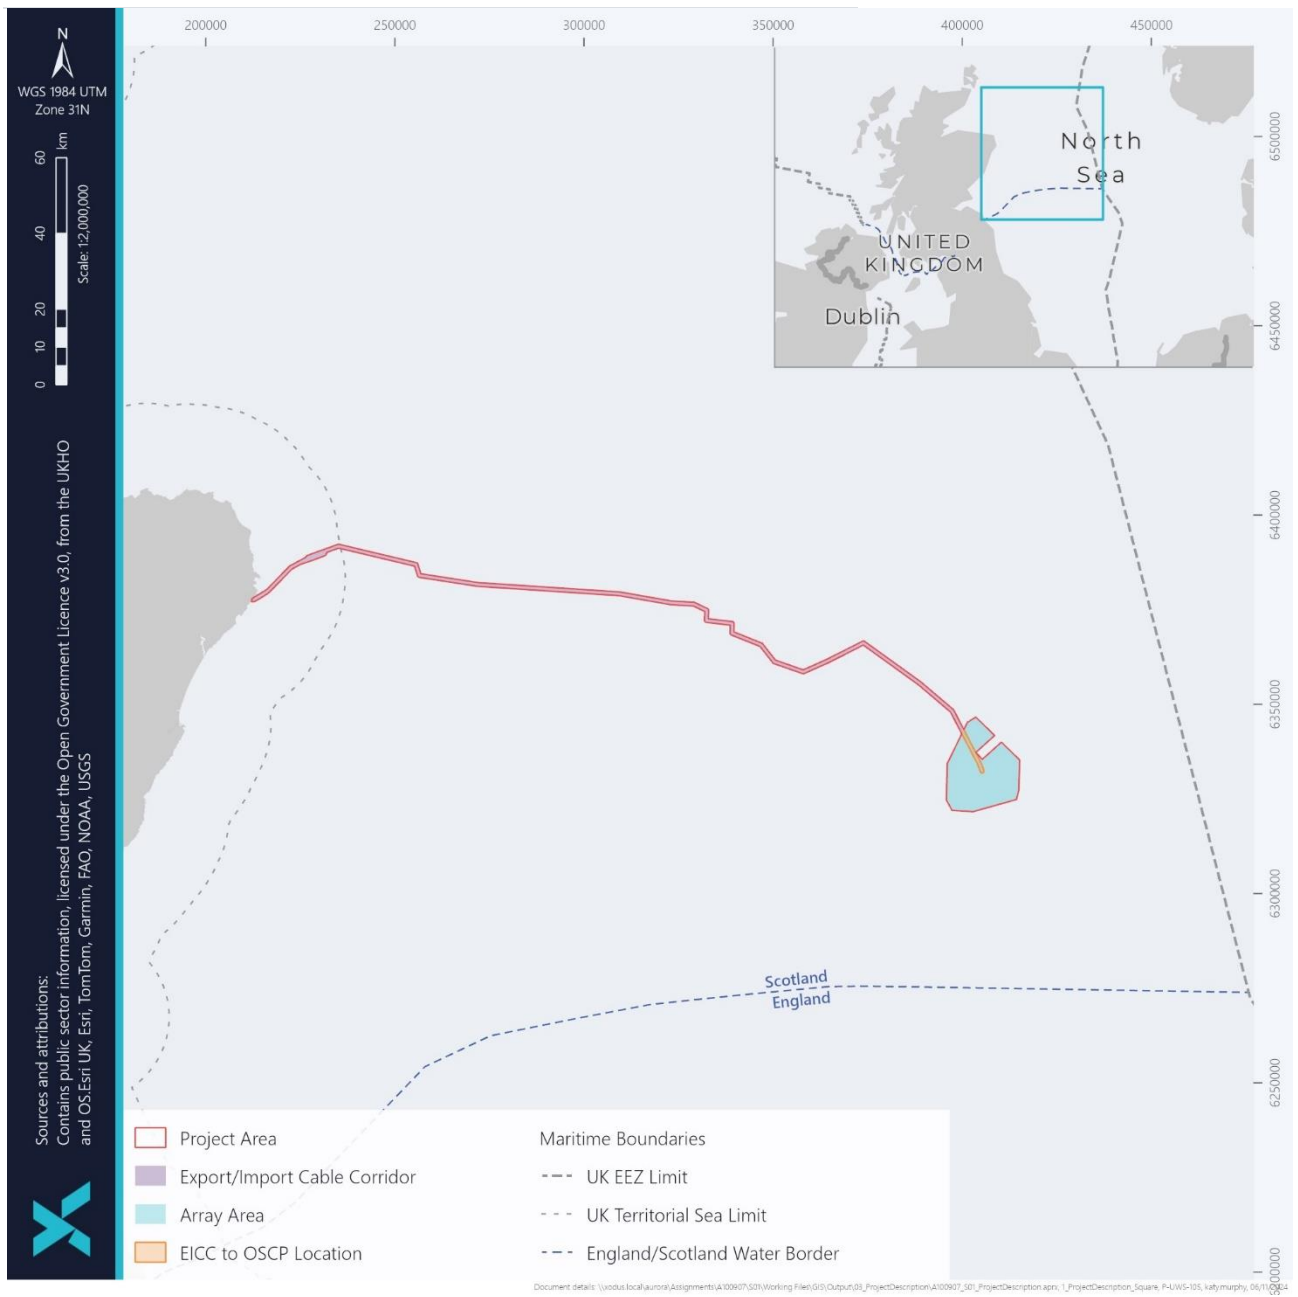 200000
250000
300000
350000
400000
450000
N
WGS 1984 UTM
Zone 31N
km
60
40
20
10
0
Scale: 1:2,000,000
Sources and attributions:
Contains public sector information, licensed under the Open Government Licence v3.0, from the UKHO
and OS.Esri UK, Esri, TomTom, Garmin, FAO, NOAA, USGS
North
Sea
UNITED
KINGDOM
Dublin
6500000
6450000
6400000
6350000
6300000
6250000
Scotland
England
Project Area
Export/Import Cable Corridor
Array Area
EICC to OSCP Location
Maritime Boundaries
UK EEZ Limit
UK Territorial Sea Limit
England/Scotland Water Border